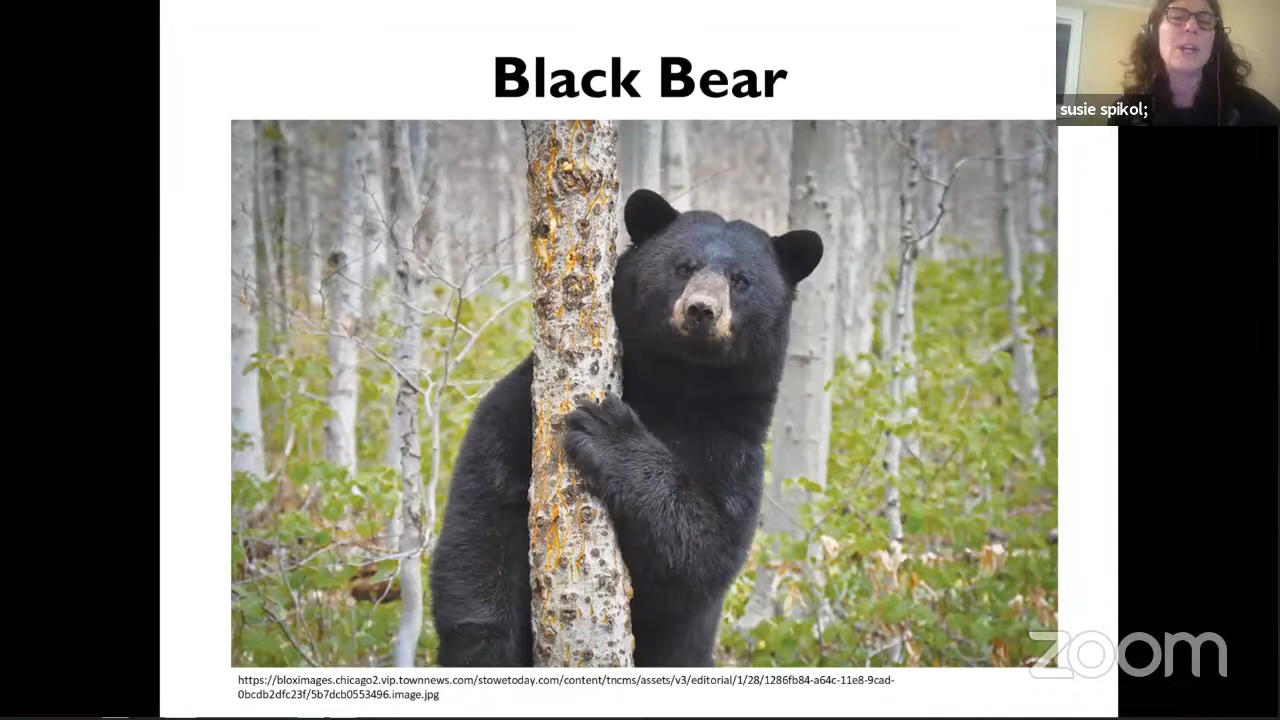 Black Bear
susie spikol;
https://bloximages.chicago2.vip.townnews.com/stowetoday.com/content/tncms/assets/v3/editorial/1/28/1286fb84-a64c-11e8-9cad-
0bcdb2dfc23f/5b7dcb0553496.image.jpg
zoom